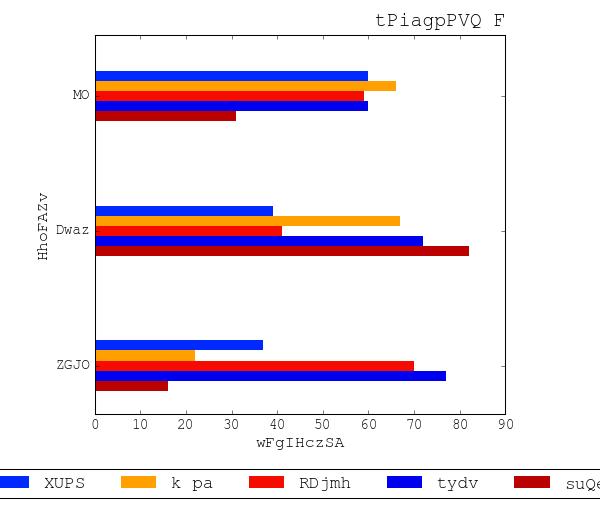 tPiagpPVQ F
HhoFAZv
MO
Dwaz
ZGJO
0 10 20 30 40 50 60 70 80 90
wFgIHczSA
XUPS k pa RDjmh tydv